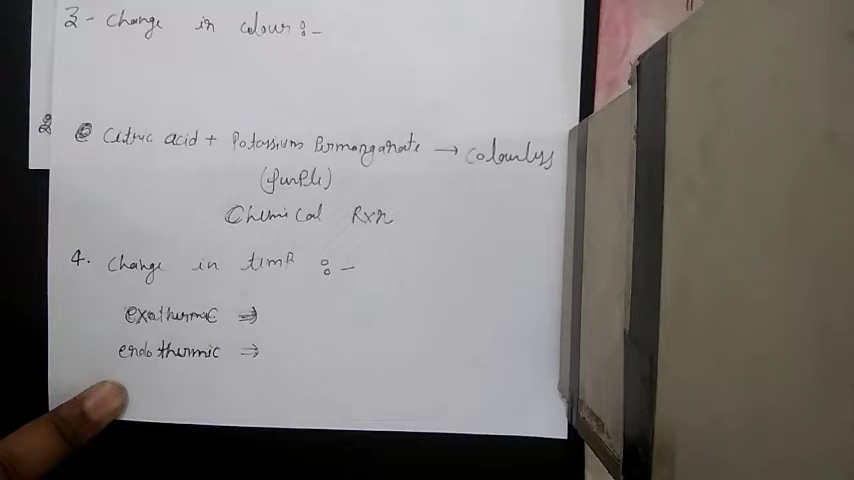 3- Change in colour :-
2 Citric acid + Potassium Permanganate → Colourless
(Purple)
Chemical Rxn
4. Change in temp :-
exothermic ⇒
endothermic ⇒